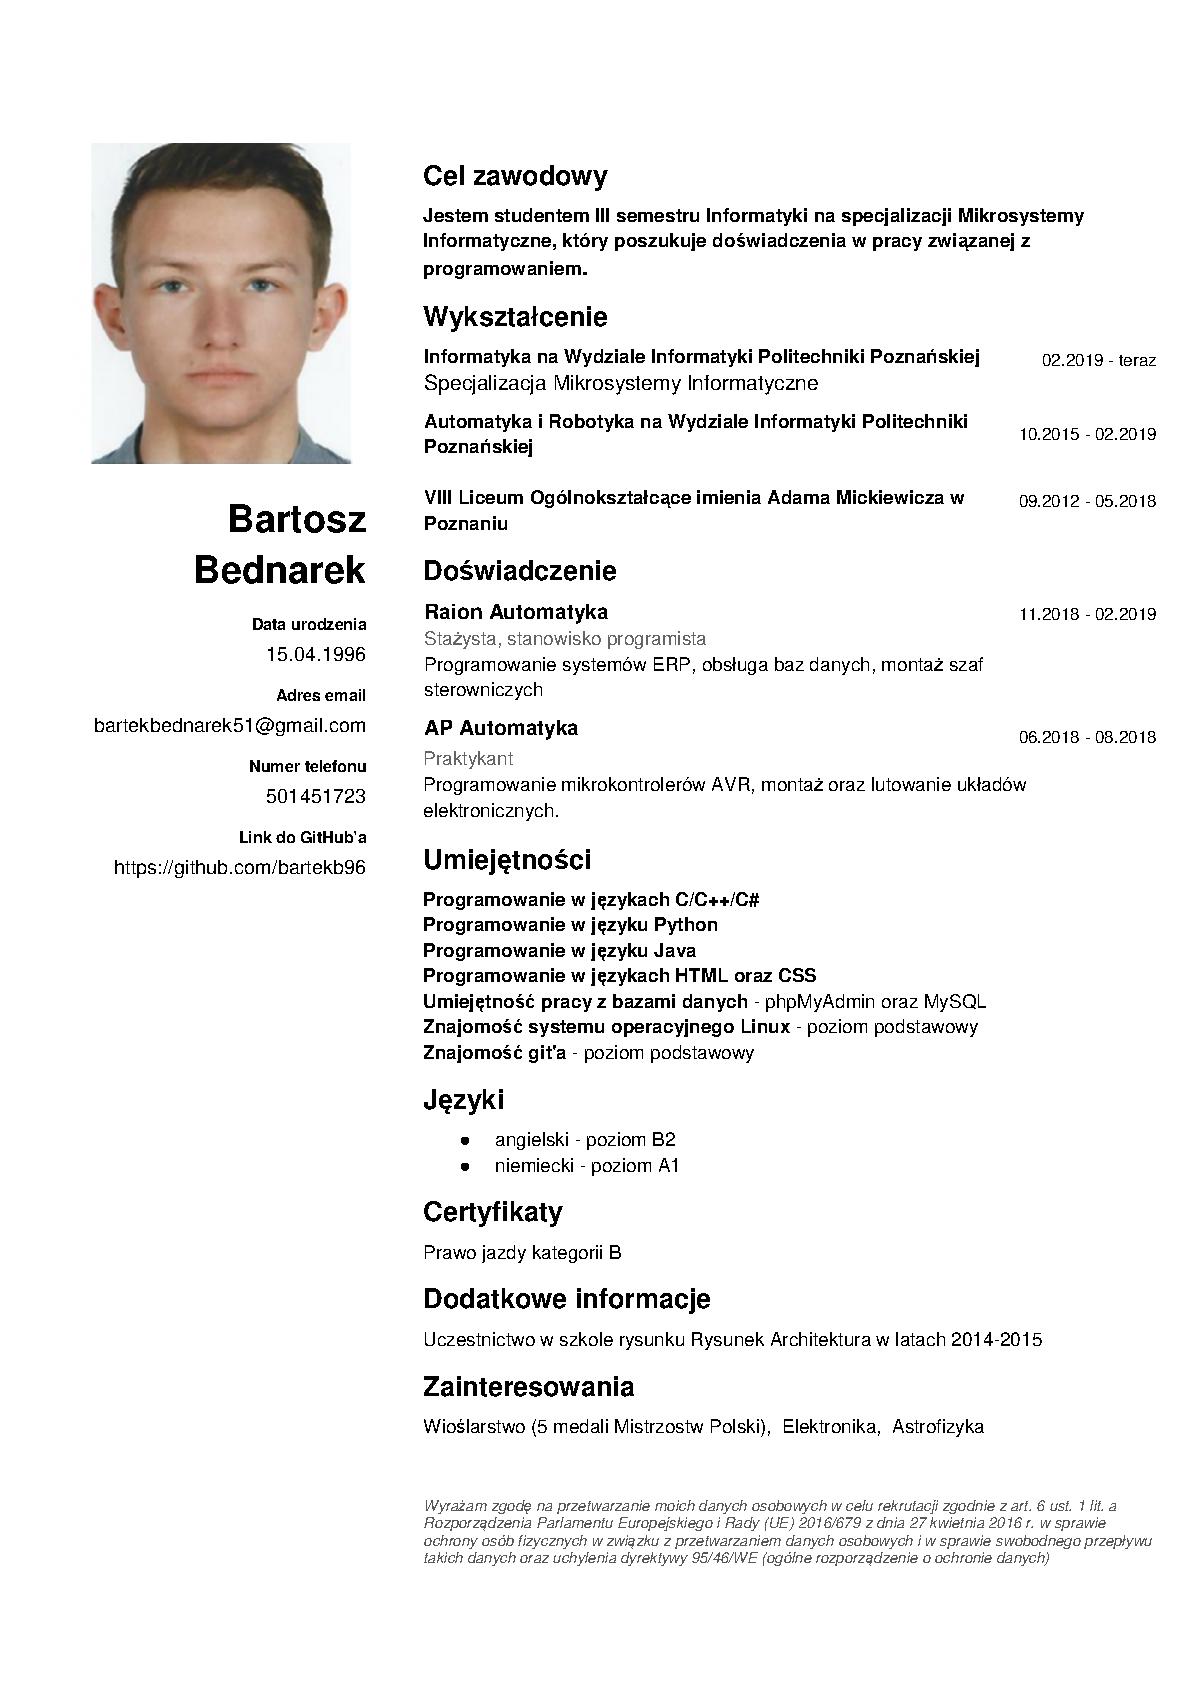 Bartosz
Bednarek
Data urodzenia
15.04.1996
Adres email
bartekbednarek51@gmail.com
Numer telefonu
501451723
Link do GitHub'a
https://github.com/bartekb96
Cel zawodowy
Jestem studentem III semestru Informatyki na specjalizacji Mikrosystemy
Informatyczne, który poszukuje doświadczenia w pracy związanej z
programowaniem.
Wykształcenie
Informatyka na Wydziale Informatyki Politechniki Poznańskiej 02.2019 - teraz
Specjalizacja Mikrosystemy Informatyczne
Automatyka i Robotyka na Wydziale Informatyki Politechniki
Poznańskiej 10.2015 - 02.2019
VIII Liceum Ogólnokształcące imienia Adama Mickiewicza w 09.2012 - 05.2018
Poznaniu
Doświadczenie
Raion Automatyka 11.2018 - 02.2019
Stażysta, stanowisko programista
Programowanie systemów ERP, obsługa baz danych, montaż szaf
sterowniczych
AP Automatyka 06.2018 - 08.2018
Praktykant
Programowanie mikrokontrolerów AVR, montaż oraz lutowanie układów
elektronicznych.
Umiejętności
Programowanie w językach C/C++/C#
Programowanie w języku Python
Programowanie w języku Java
Programowanie w językach HTML oraz CSS
Umiejętność pracy z bazami danych - phpMyAdmin oraz MySQL
Znajomość systemu operacyjnego Linux - poziom podstawowy
Znajomość git'a - poziom podstawowy
Języki
● angielski - poziom B2
● niemiecki - poziom A1
Certyfikaty
Prawo jazdy kategorii B
Dodatkowe informacje
Uczestnictwo w szkole rysunku Rysunek Architektura w latach 2014-2015
Zainteresowania
Wioślarstwo (5 medali Mistrzostw Polski), Elektronika, Astrofizyka
Wyrażam zgodę na przetwarzanie moich danych osobowych w celu rekrutacji zgodnie z art. 6 ust. 1 lit. a
Rozporządzenia Parlamentu Europejskiego i Rady (UE) 2016/679 z dnia 27 kwietnia 2016 r. w sprawie
ochrony osób fizycznych w związku z przetwarzaniem danych osobowych i w sprawie swobodnego przepływu
takich danych oraz uchylenia dyrektywy 95/46/WE (ogólne rozporządzenie o ochronie danych)